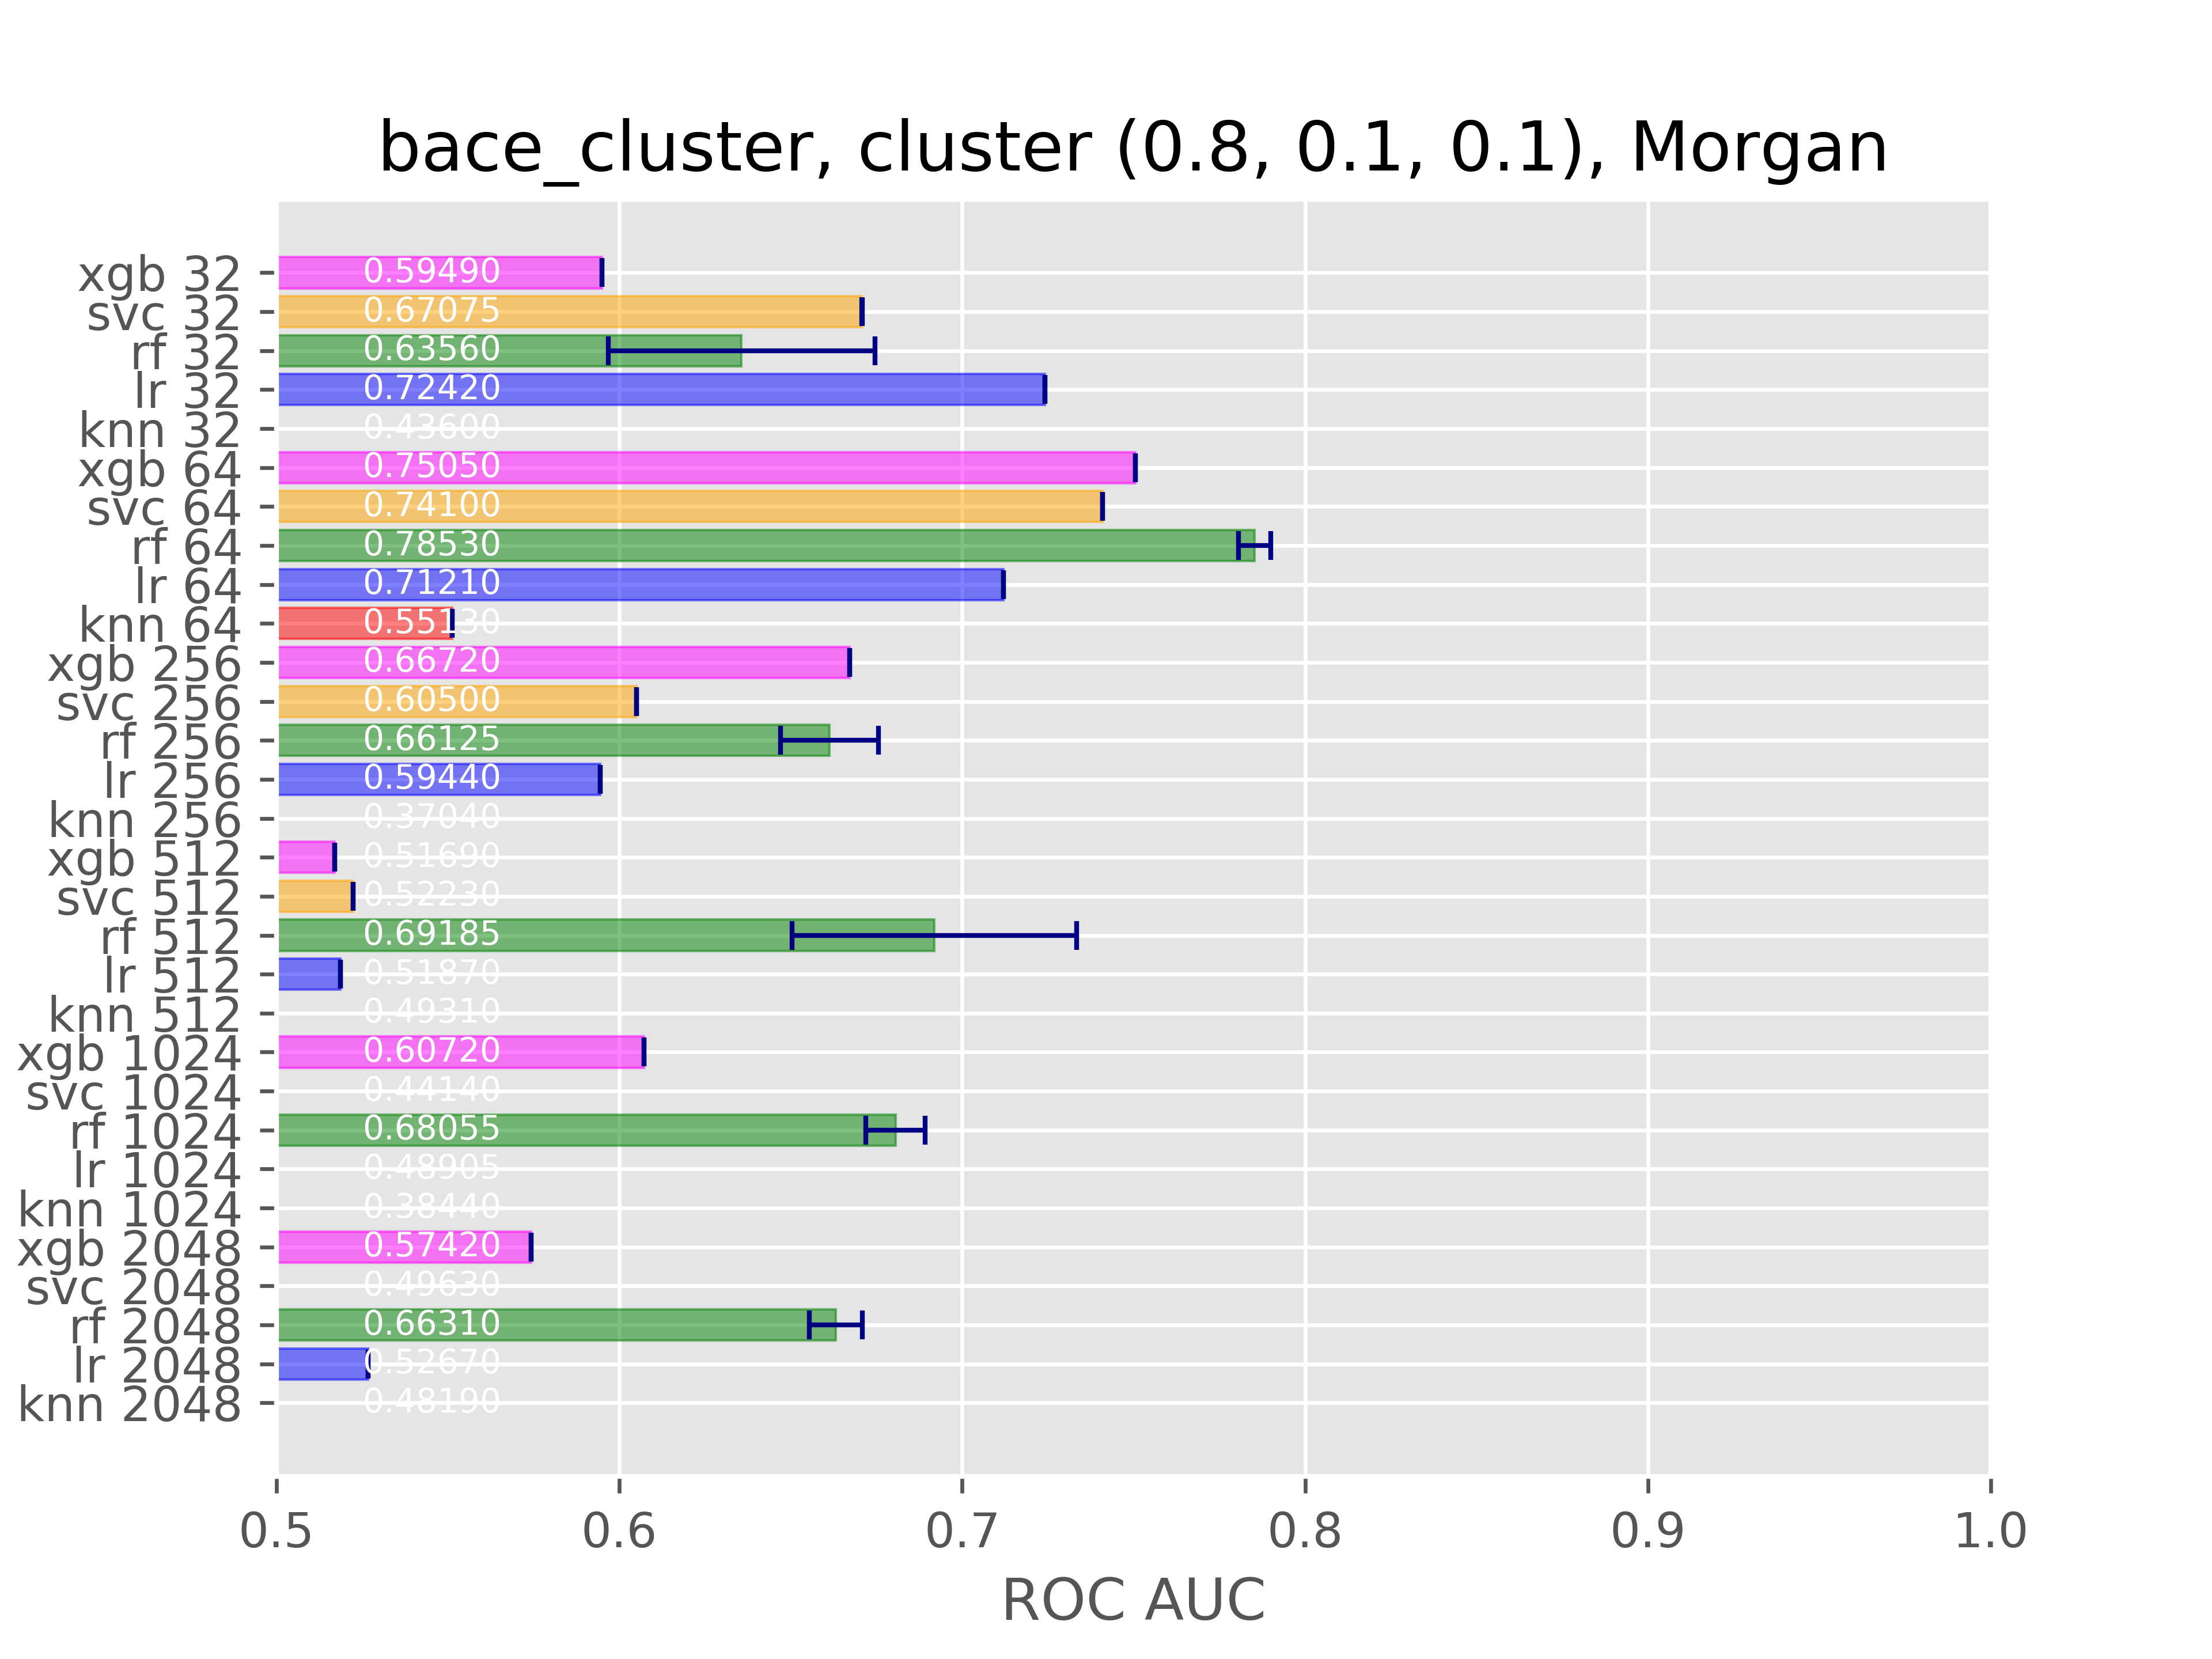 bace_cluster, cluster (0.8, 0.1, 0.1), Morgan
xgb 32 0.59490
svc 32 0.67075
rf 32 0.63560
lr 32 0.72420
knn 32 0.43600
xgb 64 0.75050
svc 64 0.74100
rf 64 0.78530
lr 64 0.71210
knn 64 0.55130
xgb 256 0.66720
svc 256 0.60500
rf 256 0.66125
lr 256 0.59440
knn 256 0.37040
xgb 512 0.51690
svc 512 0.52230
rf 512 0.69185
lr 512 0.51870
knn 512 0.49310
xgb 1024 0.60720
svc 1024 0.44140
rf 1024 0.68055
lr 1024 0.48905
knn 1024 0.38440
xgb 2048 0.57420
svc 2048 0.49630
rf 2048 0.66310
lr 2048 0.52670
knn 2048 0.48190
0.5 0.6 0.7 0.8 0.9 1.0
ROC AUC